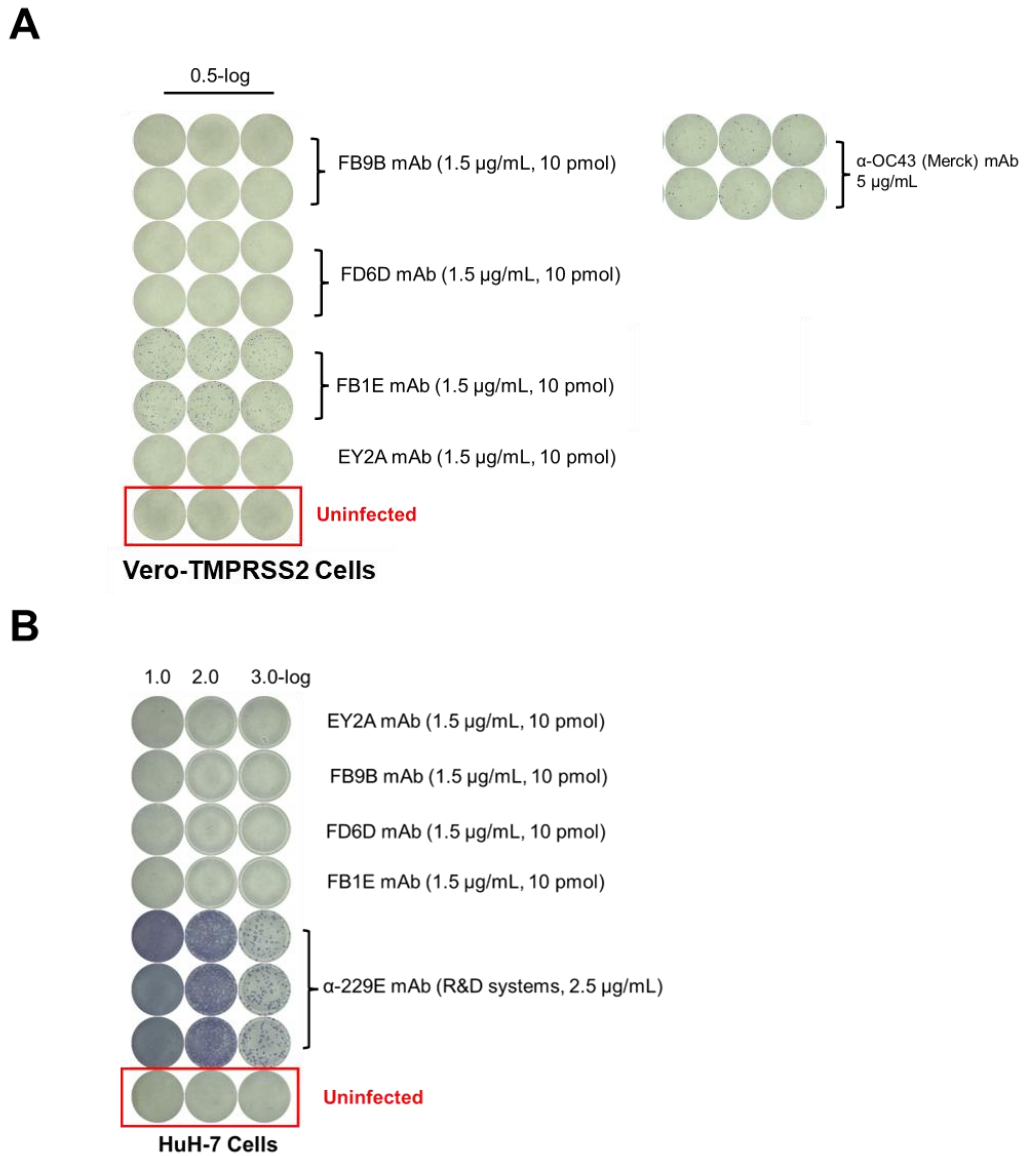 A
0.5-log
FB9B mAb (1.5 µg/mL, 10 pmol)
α-OC43 (Merck) mAb
5 µg/mL
FD6D mAb (1.5 µg/mL, 10 pmol)
FB1E mAb (1.5 µg/mL, 10 pmol)
EY2A mAb (1.5 µg/mL, 10 pmol)
Uninfected
Vero-TMPRSS2 Cells
B
1.0 2.0 3.0-log
EY2A mAb (1.5 µg/mL, 10 pmol)
FB9B mAb (1.5 µg/mL, 10 pmol)
FD6D mAb (1.5 µg/mL, 10 pmol)
FB1E mAb (1.5 µg/mL, 10 pmol)
α-229E mAb (R&D systems, 2.5 µg/mL)
Uninfected
HuH-7 Cells